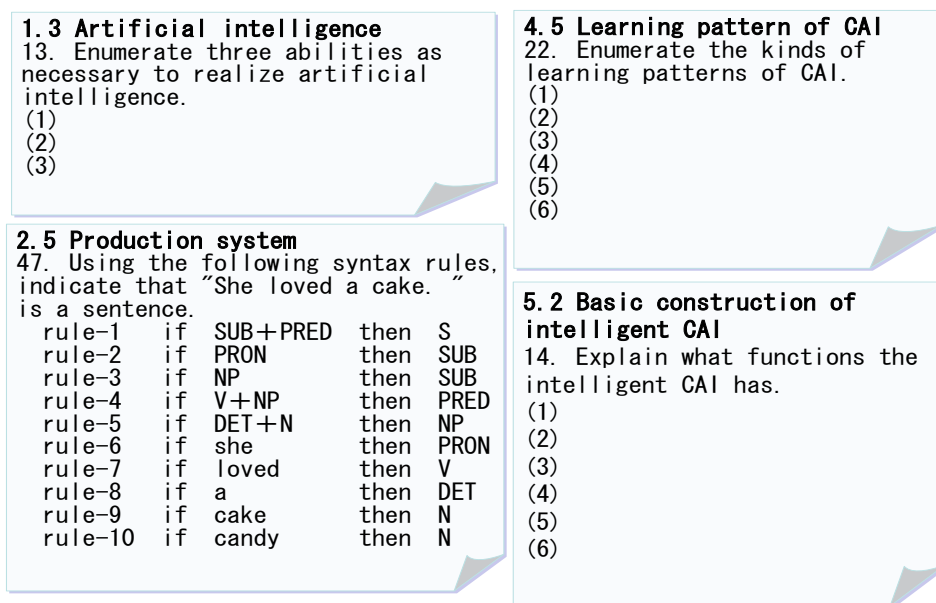 1.3 Artificial intelligence
13. Enumerate three abilities as
necessary to realize artificial
intelligence.
(1)
(2)
(3)
2.5 Production system
47. Using the following syntax rules,
indicate that "She loved a cake. "
is a sentence.
rule-1 if SUB+PRED then S
rule-2 if PRON then SUB
rule-3 if NP then SUB
rule-4 if V+NP then PRED
rule-5 if DET+N then NP
rule-6 if she then PRON
rule-7 if loved then V
rule-8 if a then DET
rule-9 if cake then N
rule-10 if candy then N
4.5 Learning pattern of CAI
22. Enumerate the kinds of
learning patterns of CAI.
(1)
(2)
(3)
(4)
(5)
(6)
5.2 Basic construction of
intelligent CAI
14. Explain what functions the
intelligent CAI has.
(1)
(2)
(3)
(4)
(5)
(6)